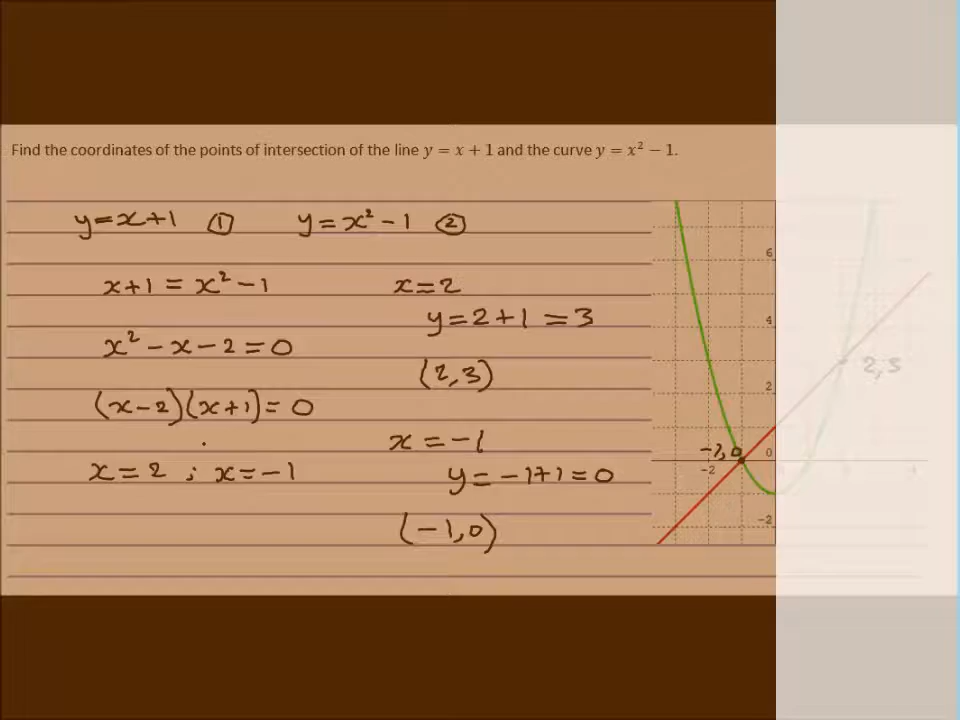 Find the coordinates of the points of intersection of the line y = x + 1 and the curve y = x² − 1.
y=x+1 ① y=x²-1 ②
x+1 = x²-1
x²-x-2=0
(x-2)(x+1)=0
x=2 ; x=-1
x=2
y=2+1 =3
(2,3)
x=-1
y=-1+1=0
(-1,0)
6
4
2
2,3
-1,0
0
-2
4
-2